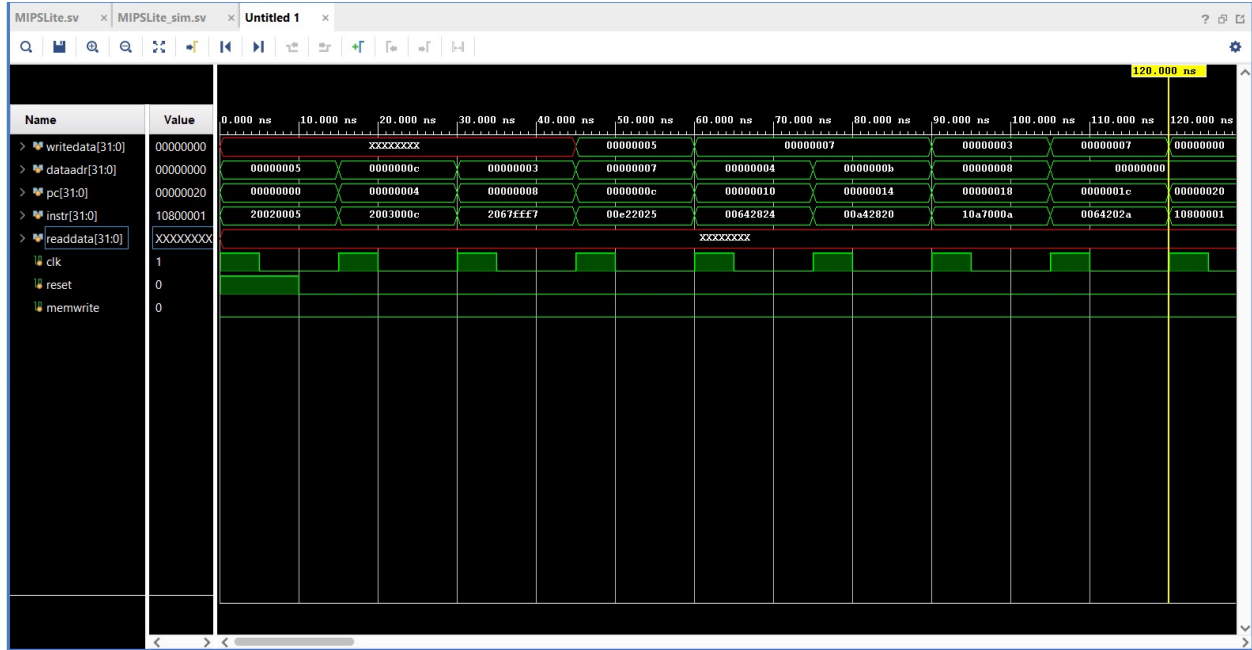 MIPSLite.sv × MIPSLite_sim.sv × Untitled 1 × ?
120.000 ns
Name Value 0.000 ns 10.000 ns 20.000 ns 30.000 ns 40.000 ns 50.000 ns 60.000 ns 70.000 ns 80.000 ns 90.000 ns 100.000 ns 110.000 ns 120.000 ns
> writedata[31:0] 00000000 XXXXXXXX 00000005 00000007 00000003 00000007 00000000
> dataadr[31:0] 00000000 00000005 0000000c 00000003 00000007 00000004 0000000b 00000008 00000000
> pc[31:0] 00000020 00000000 00000004 00000008 0000000c 00000010 00000014 00000018 0000001c 00000020
> instr[31:0] 10800001 20020005 2003000c 2067fff7 00e22025 00642824 00a42820 10a7000a 0064202a 10800001
> readdata[31:0] XXXXXXXX XXXXXXXX
clk 1
reset 0
memwrite 0